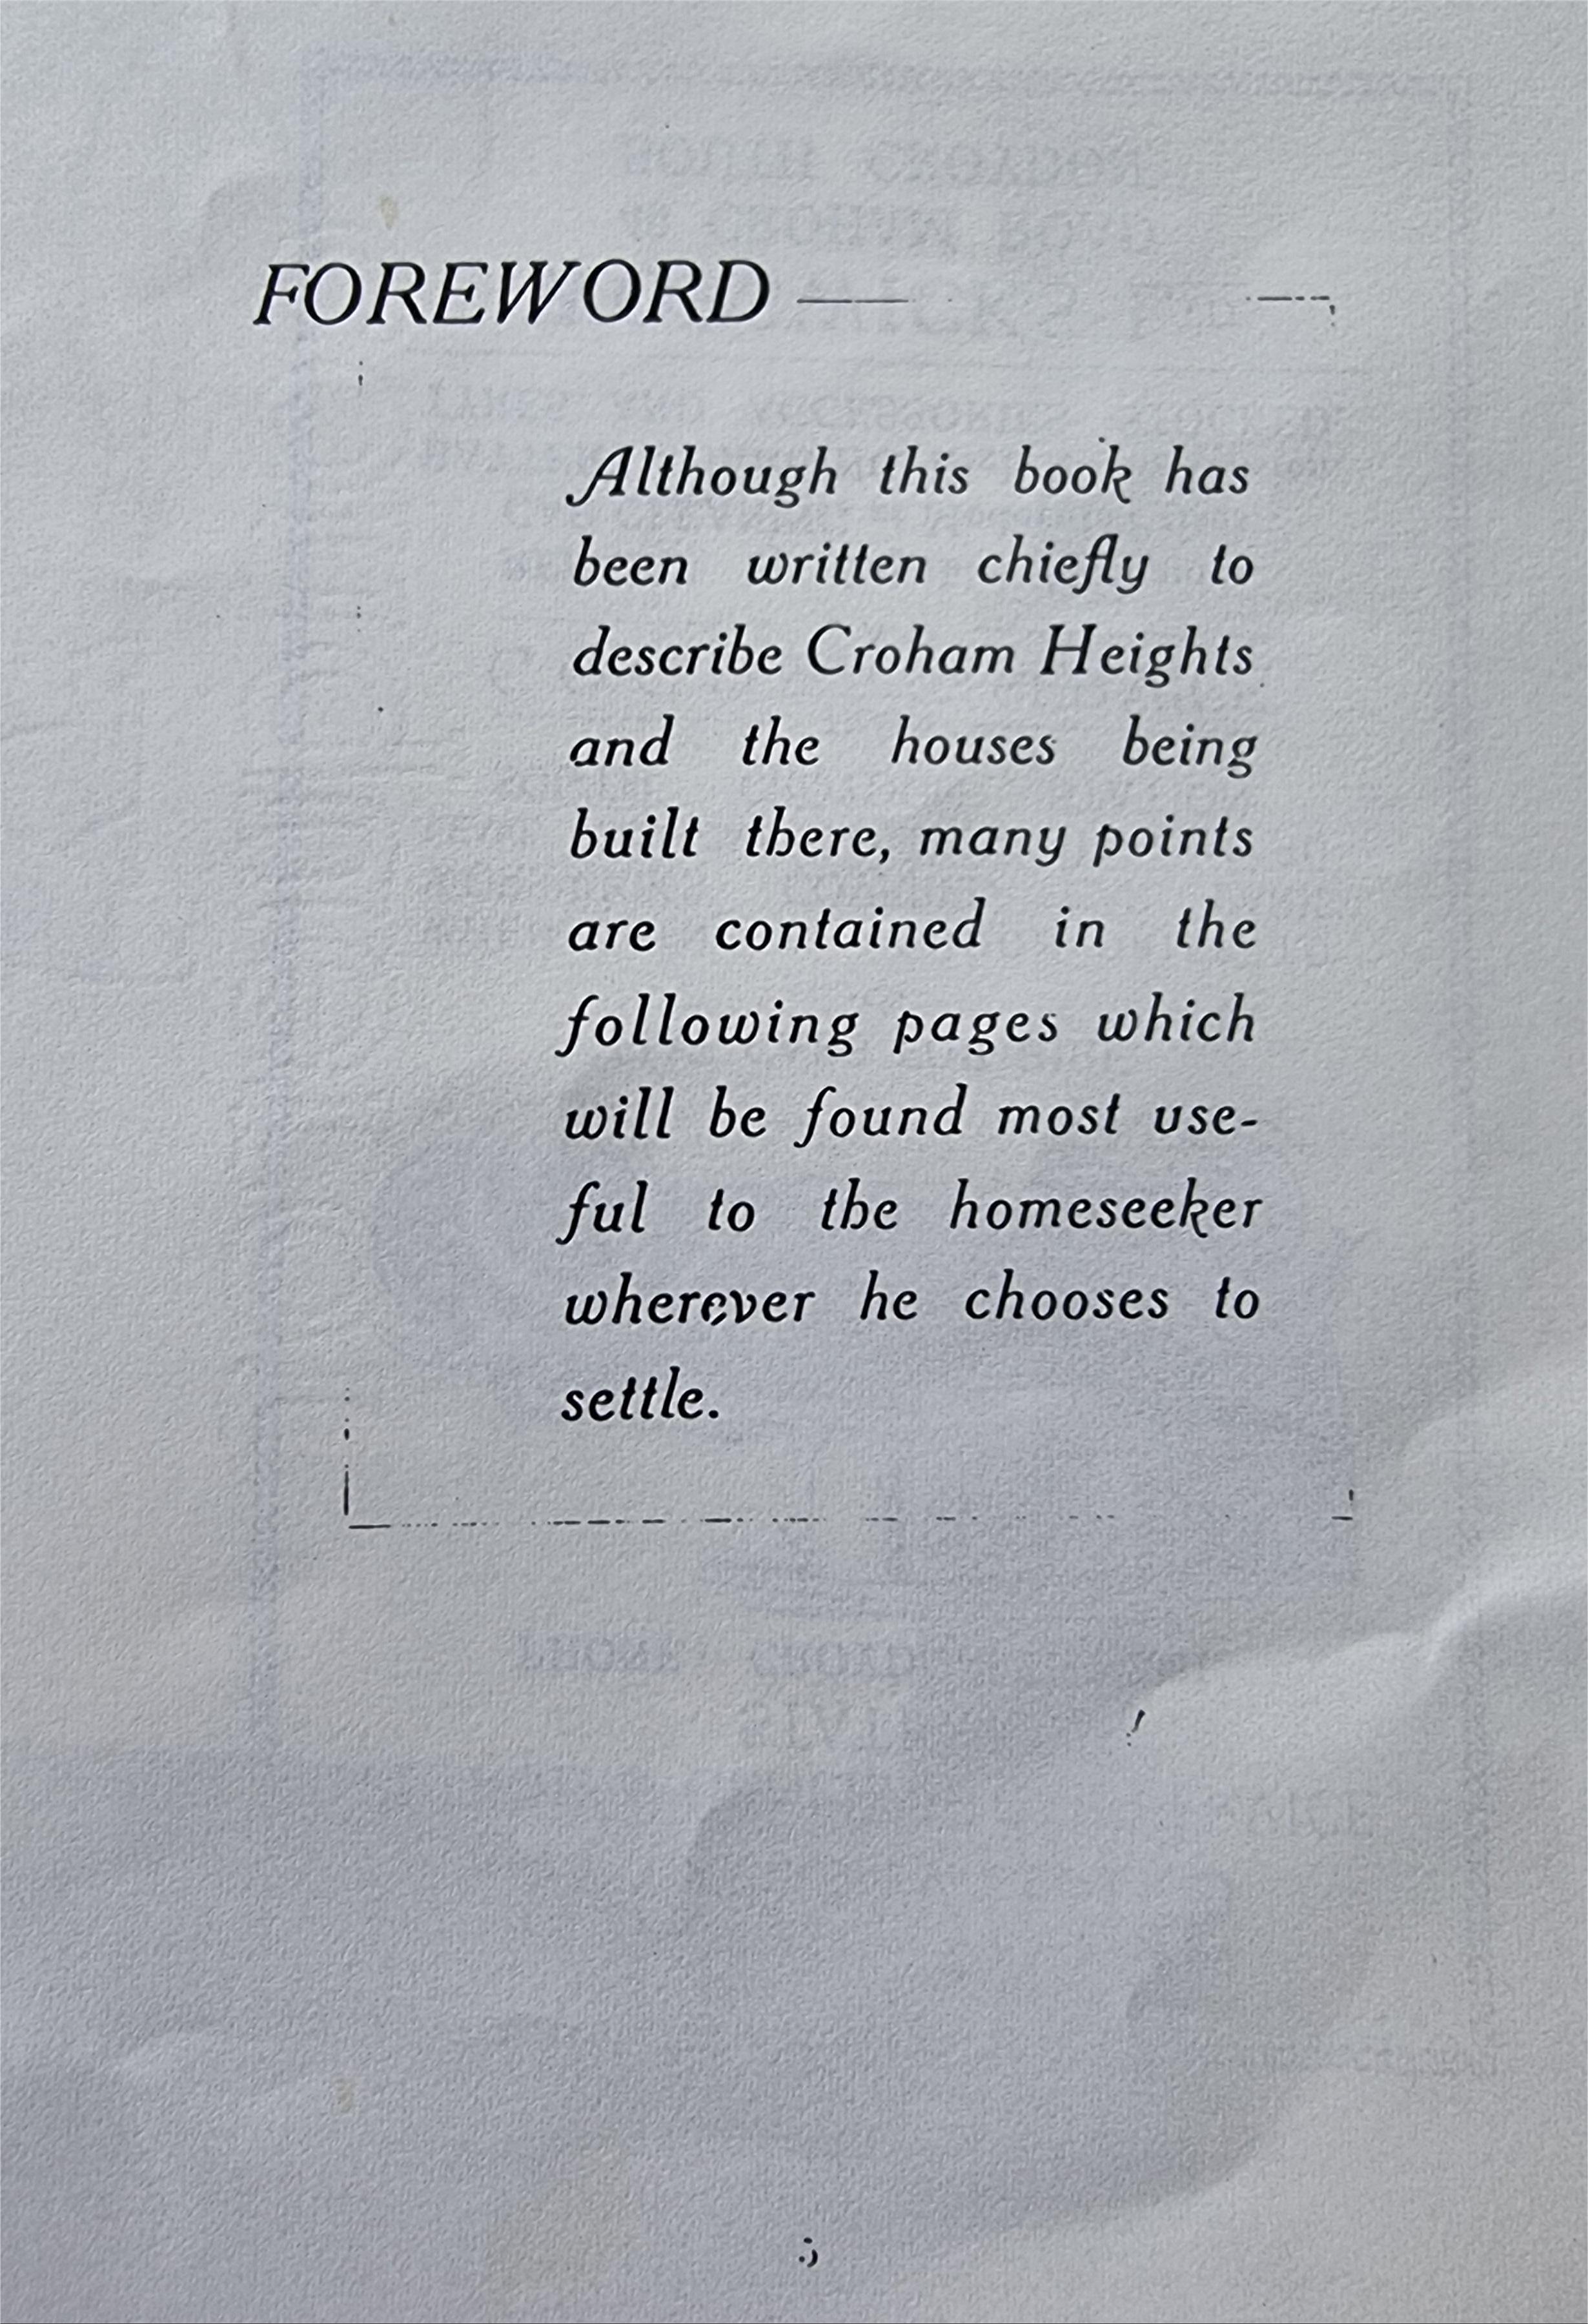 FOREWORD
Although this book has
been written chiefly to
describe Croham Heights
and the houses being
built there, many points
are contained in the
following pages which
will be found most use-
ful to the homeseeker
wherever he chooses to
settle.